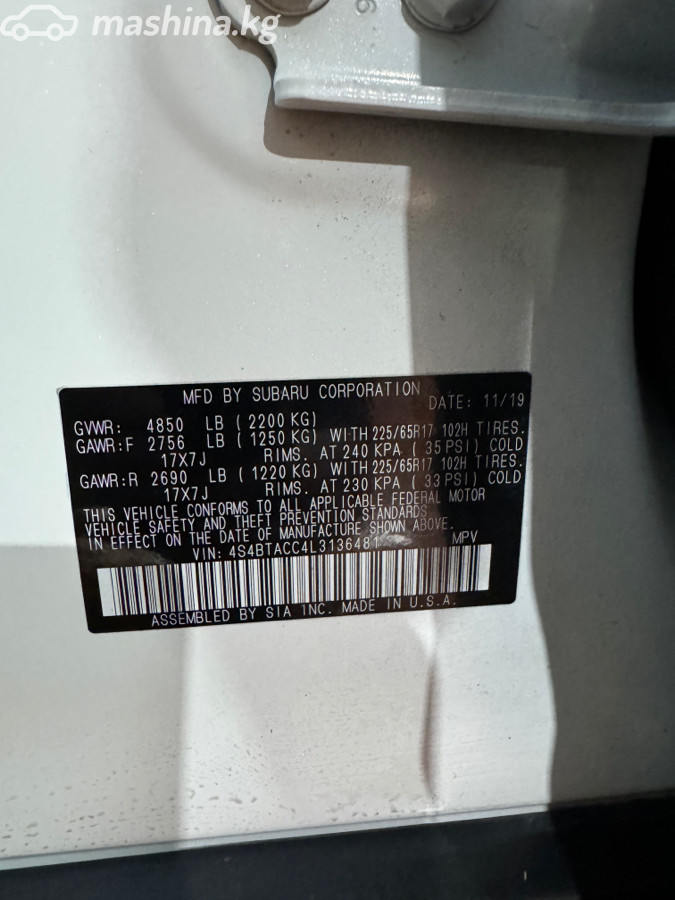 mashina.kg
MFD BY SUBARU CORPORATION DATE: 11/19
GVWR: 4850 LB (2200 KG)
GAWR:F 2756 LB (1250 KG) WITH 225/65R17 102H TIRES.
17X7J RIMS. AT 240 KPA (35 PSI) COLD
GAWR:R 2690 LB (1220 KG) WITH 225/65R17 102H TIRES.
17X7J RIMS. AT 230 KPA (33 PSI) COLD
THIS VEHICLE CONFORMS TO ALL APPLICABLE FEDERAL MOTOR
VEHICLE SAFETY AND THEFT PREVENTION STANDARDS
IN EFFECT ON THE DATE OF MANUFACTURE SHOWN ABOVE.
VIN: 4S4BTACC4L3136481 MPV
ASSEMBLED BY SIA INC. MADE IN U.S.A.